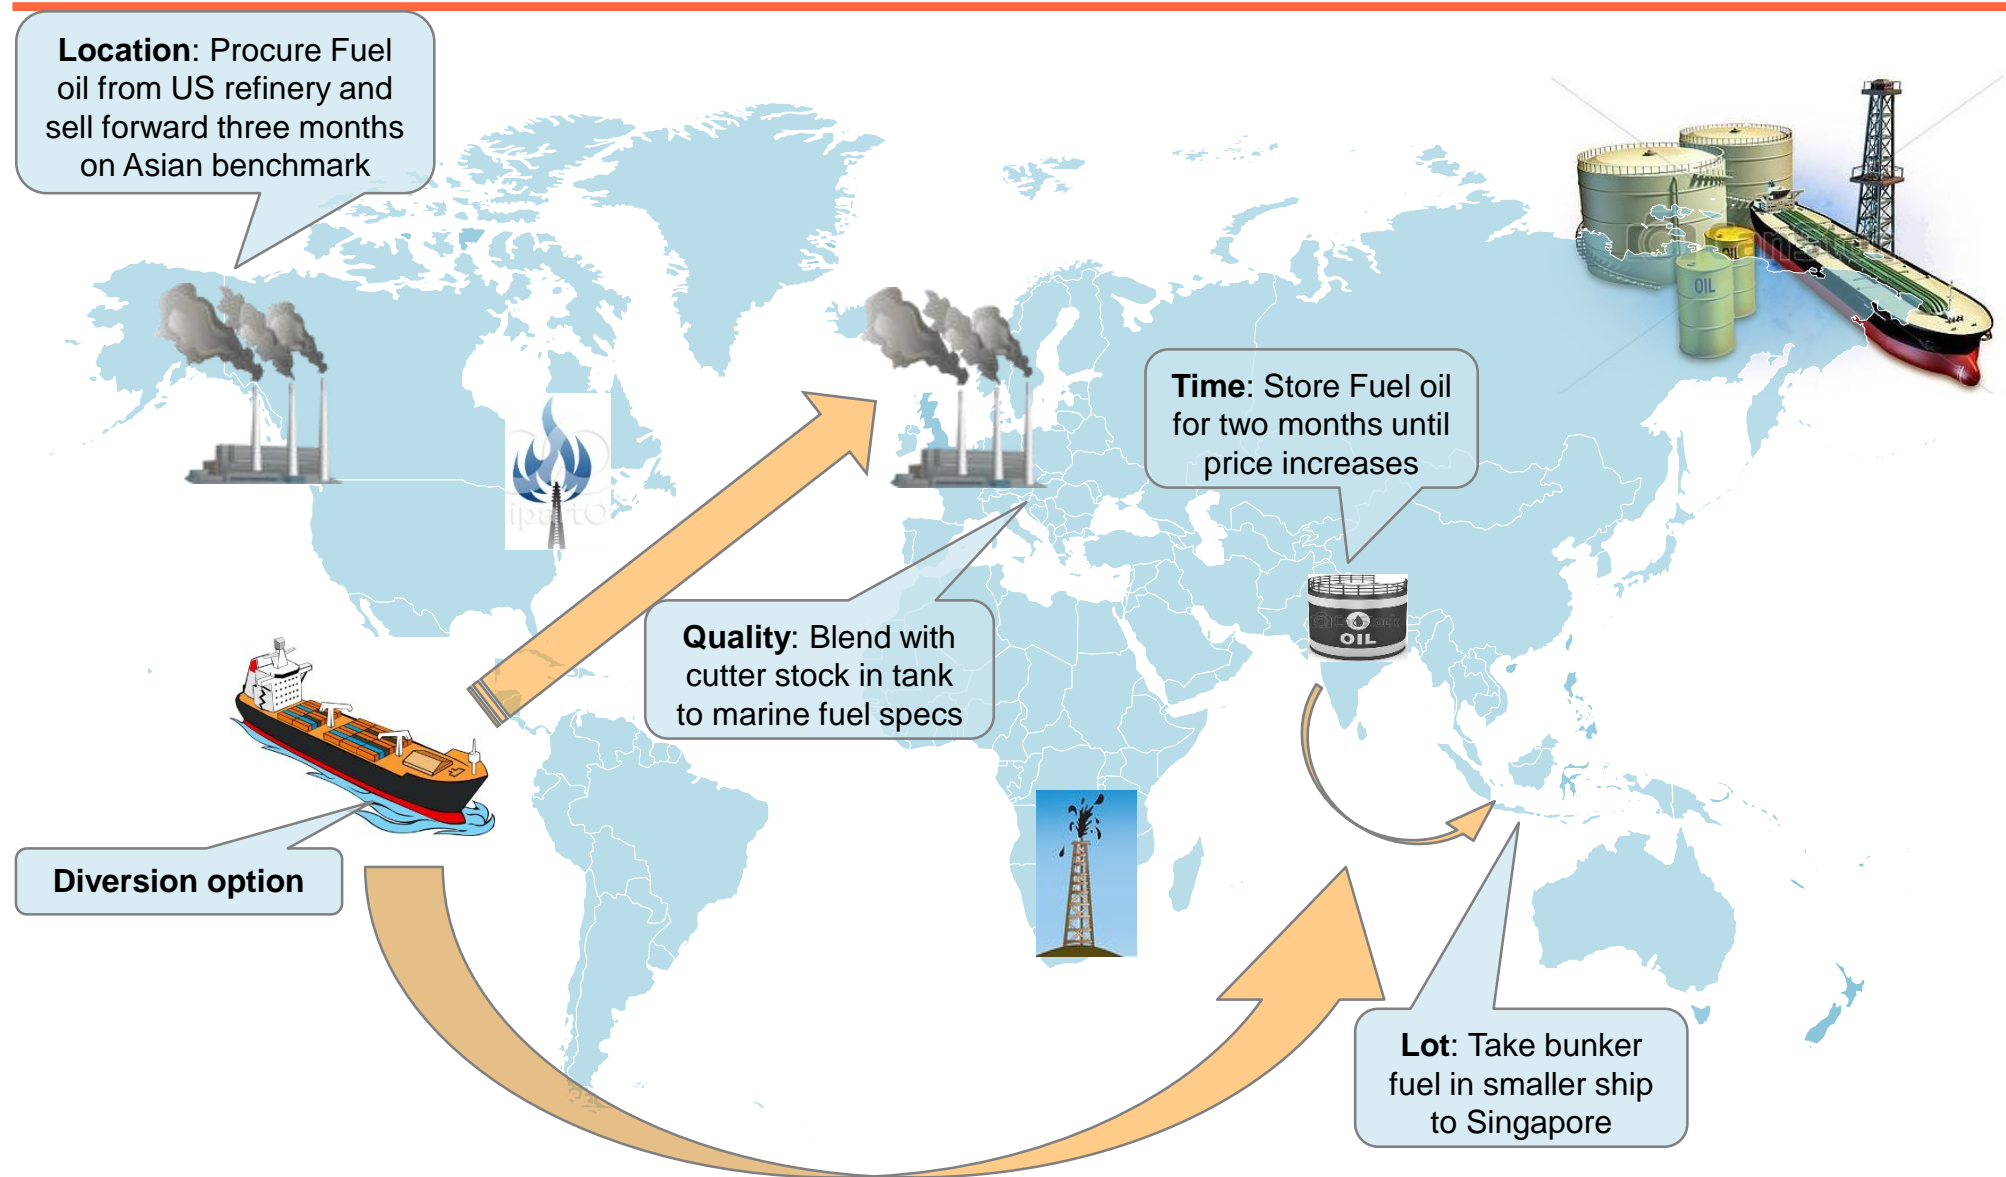 Location: Procure Fuel
oil from US refinery and
sell forward three months
on Asian benchmark
OIL
OIL
Time: Store Fuel oil
for two months until
price increases
OIL
Quality: Blend with
cutter stock in tank
to marine fuel specs
Diversion option
Lot: Take bunker
fuel in smaller ship
to Singapore